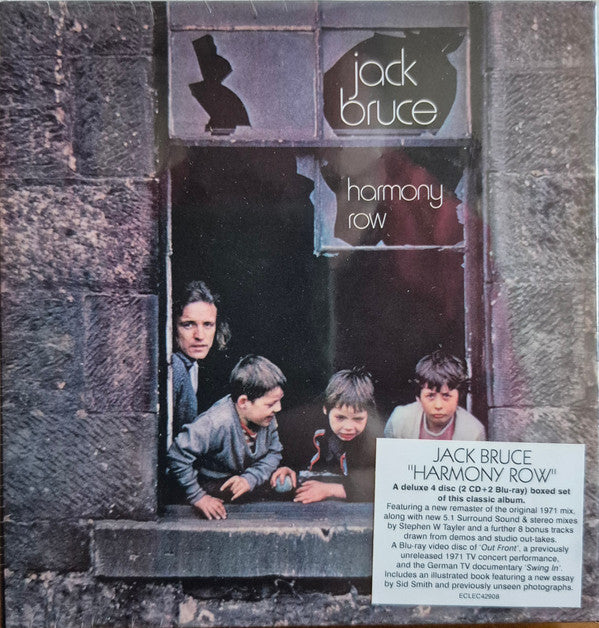 jack
bruce
harmony
row
JACK BRUCE
"HARMONY ROW"
A deluxe 4 disc (2 CD+2 Blu-ray) boxed set
of this classic album.
Featuring a new remaster of the original 1971 mix,
along with new 5.1 Surround Sound & stereo mixes
by Stephen W Tayler and a further 8 bonus tracks
drawn from demos and studio out-takes.
A Blu-ray video disc of 'Out Front', a previously
unreleased 1971 TV concert performance,
and the German TV documentary 'Swing In'.
Includes an illustrated book featuring a new essay
by Sid Smith and previously unseen photographs.
ECLEC42908